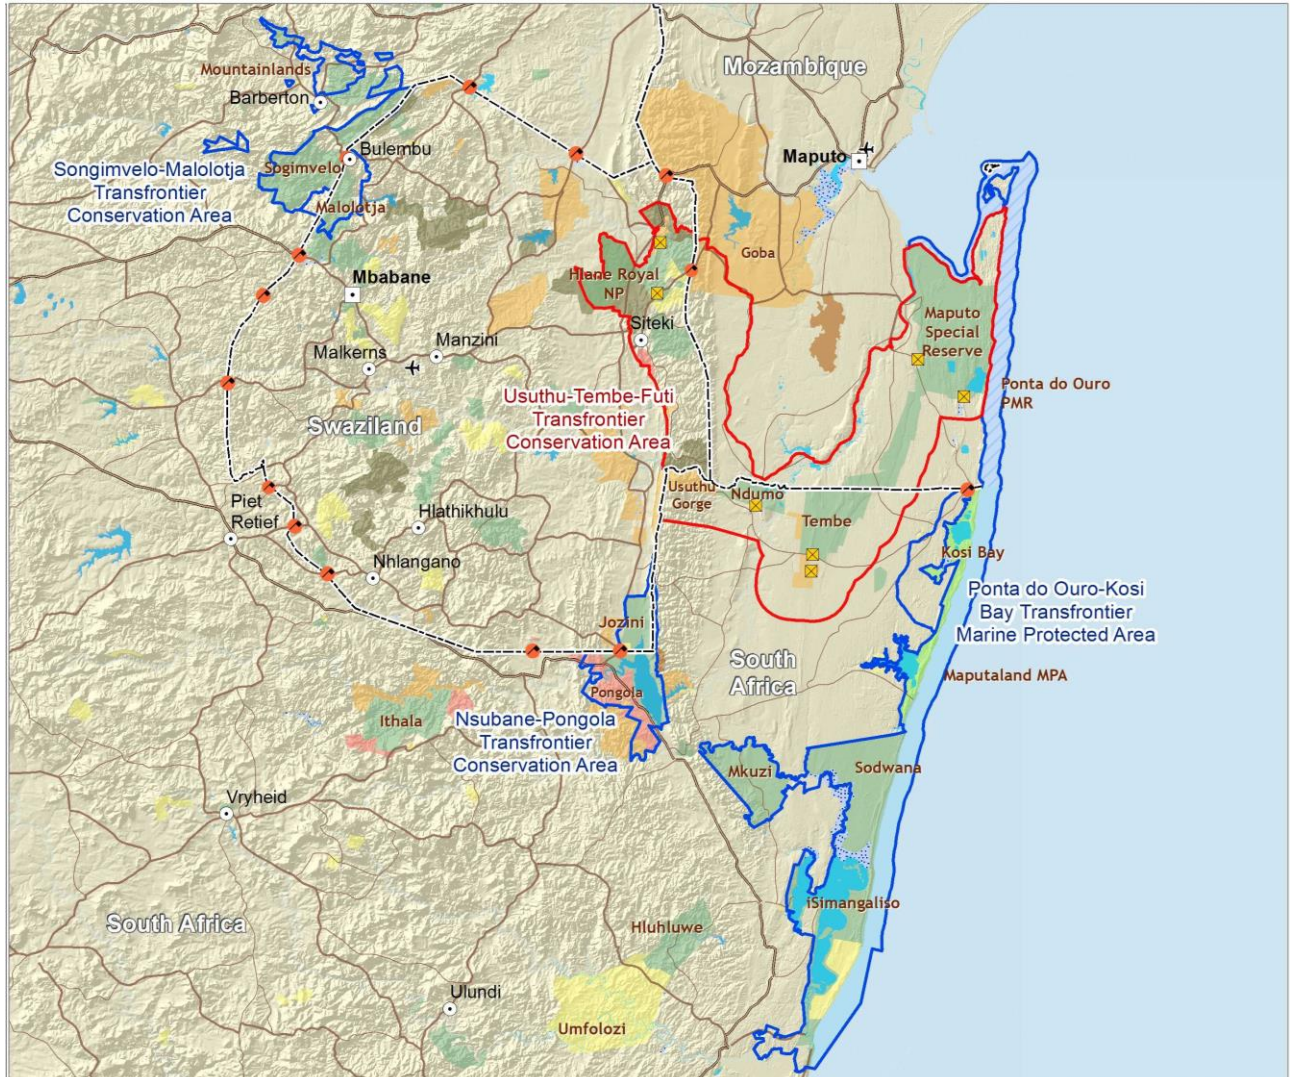 Mozambique
Mountainlands
Barberton
Maputo
Bulembu
Songimvelo-Malolotja
Transfrontier
Conservation Area
Sogimvelo
Malolotja
Goba
Mbabane
Hlane Royal
NP
Maputo
Special
Reserve
Siteki
Manzini
Malkerns
Ponta do Ouro
PMR
Usuthu-Tembe-Futi
Transfrontier
Conservation Area
Swaziland
Usuthu
Gorge
Ndumo
Tembe
Piet
Retief
Hlathikhulu
Kosi Bay
Nhlangano
Ponta do Ouro-Kosi
Bay Transfrontier
Marine Protected Area
Jozini
South
Africa
Maputaland MPA
Pongola
Ithala
Nsubane-Pongola
Transfrontier
Conservation Area
Mkuzi
Sodwana
Vryheid
iSimangaliso
South Africa
Hluhluwe
Ulundi
Umfolozi